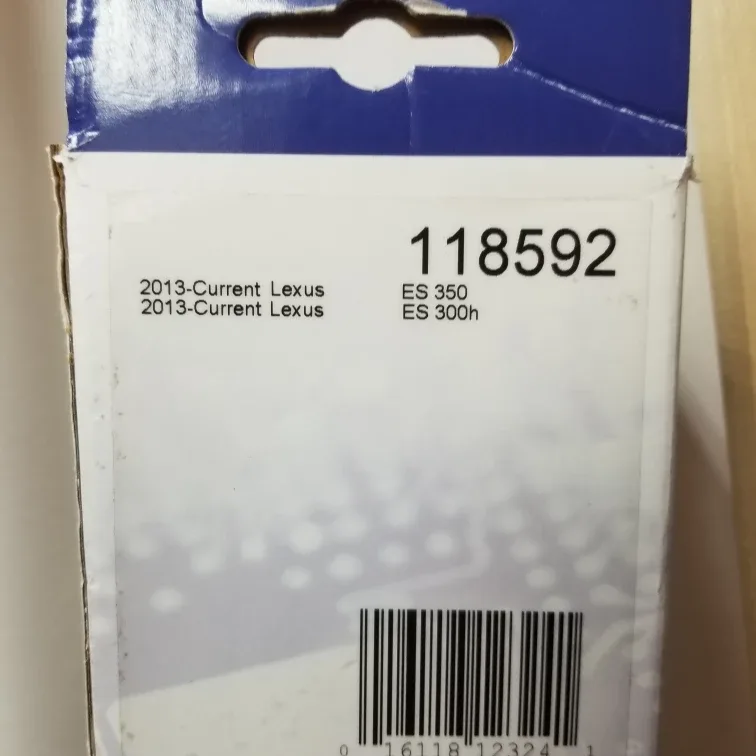 118592
2013-Current Lexus ES 350
2013-Current Lexus ES 300h
0 16118 12324 1